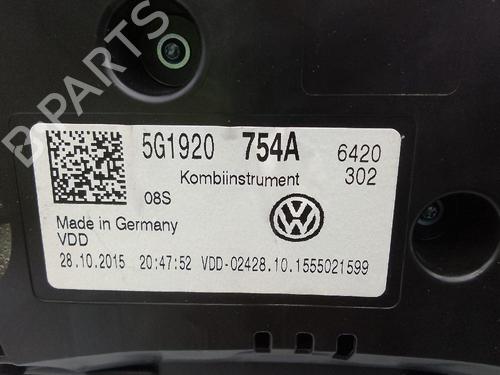 B-PARTS
5G1920 754A 6420
Kombiinstrument 302
08S
Made in Germany
VDD
28.10.2015 20:47:52 VDD-02428.10.1555021599